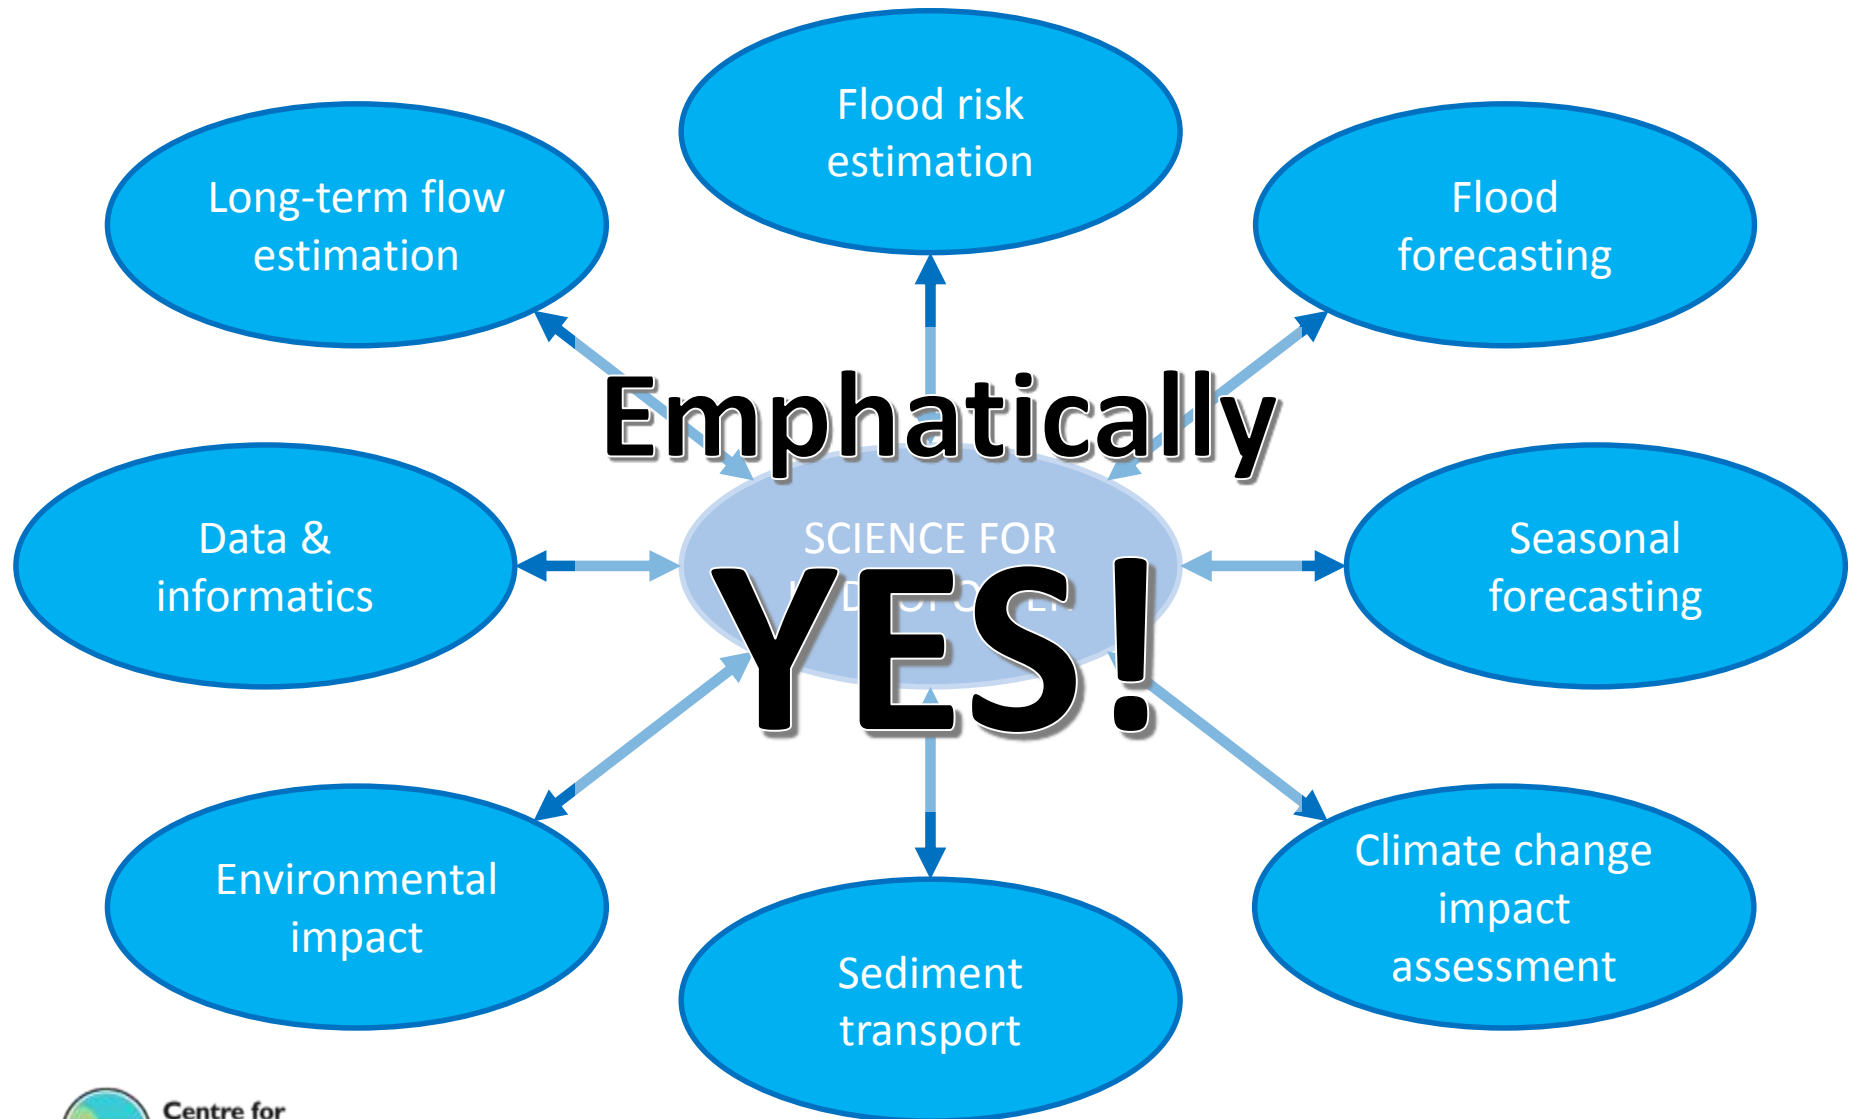 Flood risk
estimation
Long-term flow
estimation
Flood
forecasting
Emphatically
Data &
informatics
SCIENCE FOR
YES!
Seasonal
forecasting
Environmental
impact
Climate change
impact
assessment
Sediment
transport
Centre for